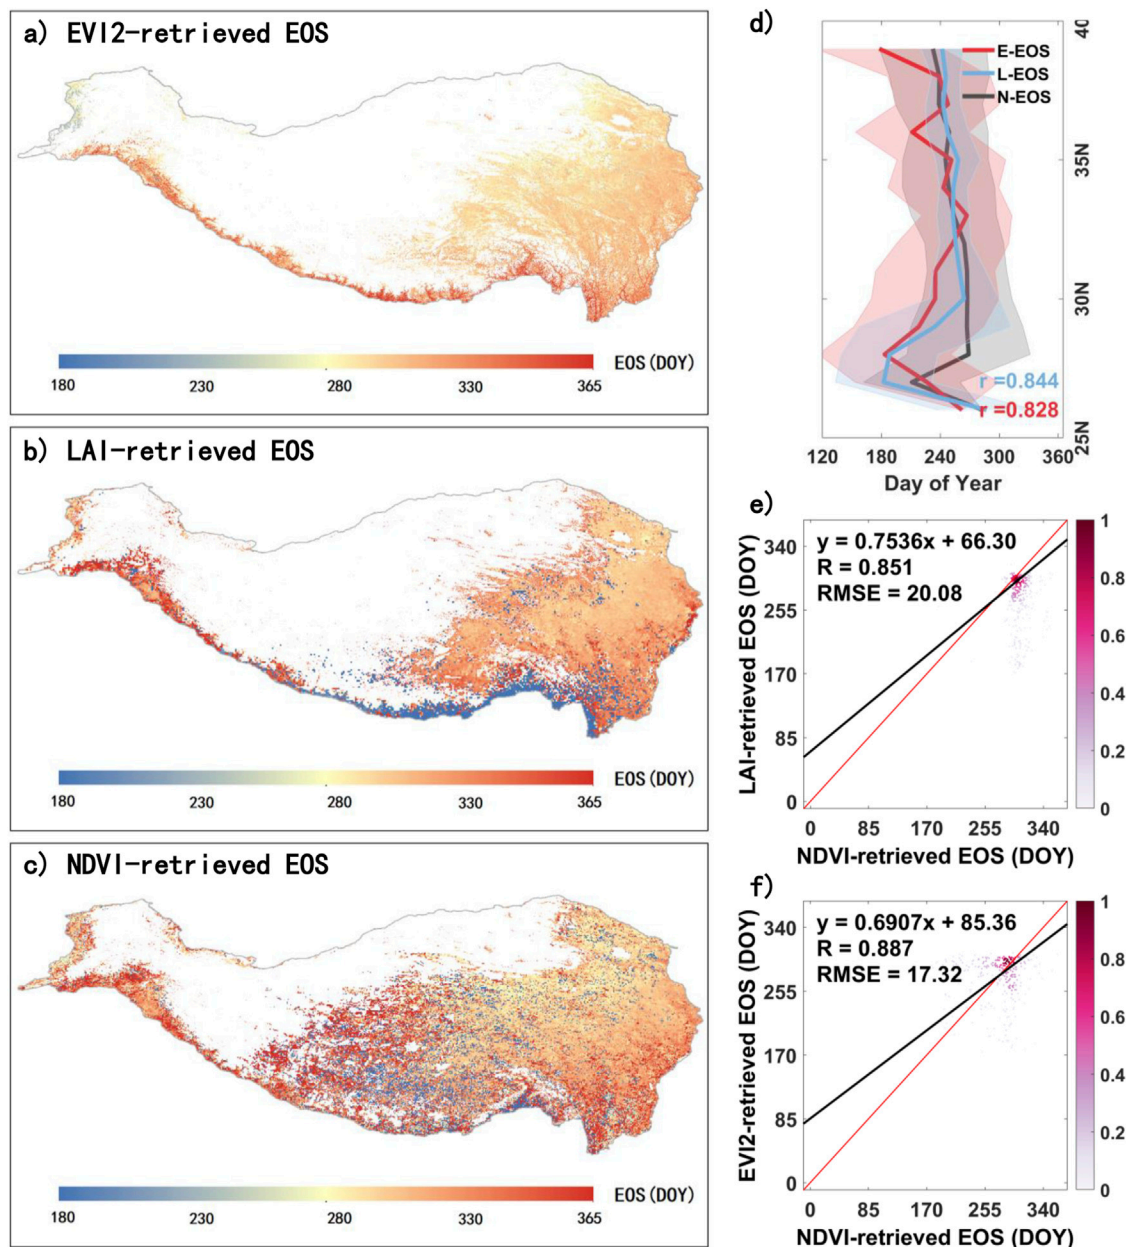 a) EVI2-retrieved EOS
EOS(DOY)
180 230 280 330 365
b) LAI-retrieved EOS
EOS(DOY)
180 230 280 330 365
c) NDVI-retrieved EOS
EOS(DOY)
180 230 280 330 365
d)
E-EOS
L-EOS
N-EOS
40
35N
30N
25N
r =0.844
r =0.828
120 180 240 300 360
Day of Year
e)
y = 0.7536x + 66.30
R = 0.851
RMSE = 20.08
LAI-retrieved EOS (DOY)
340
255
170
85
0
0 85 170 255 340
NDVI-retrieved EOS (DOY)
1
0.8
0.6
0.4
0.2
0
f)
y = 0.6907x + 85.36
R = 0.887
RMSE = 17.32
EVI2-retrieved EOS (DOY)
340
255
170
85
0
0 85 170 255 340
NDVI-retrieved EOS (DOY)
1
0.8
0.6
0.4
0.2
0